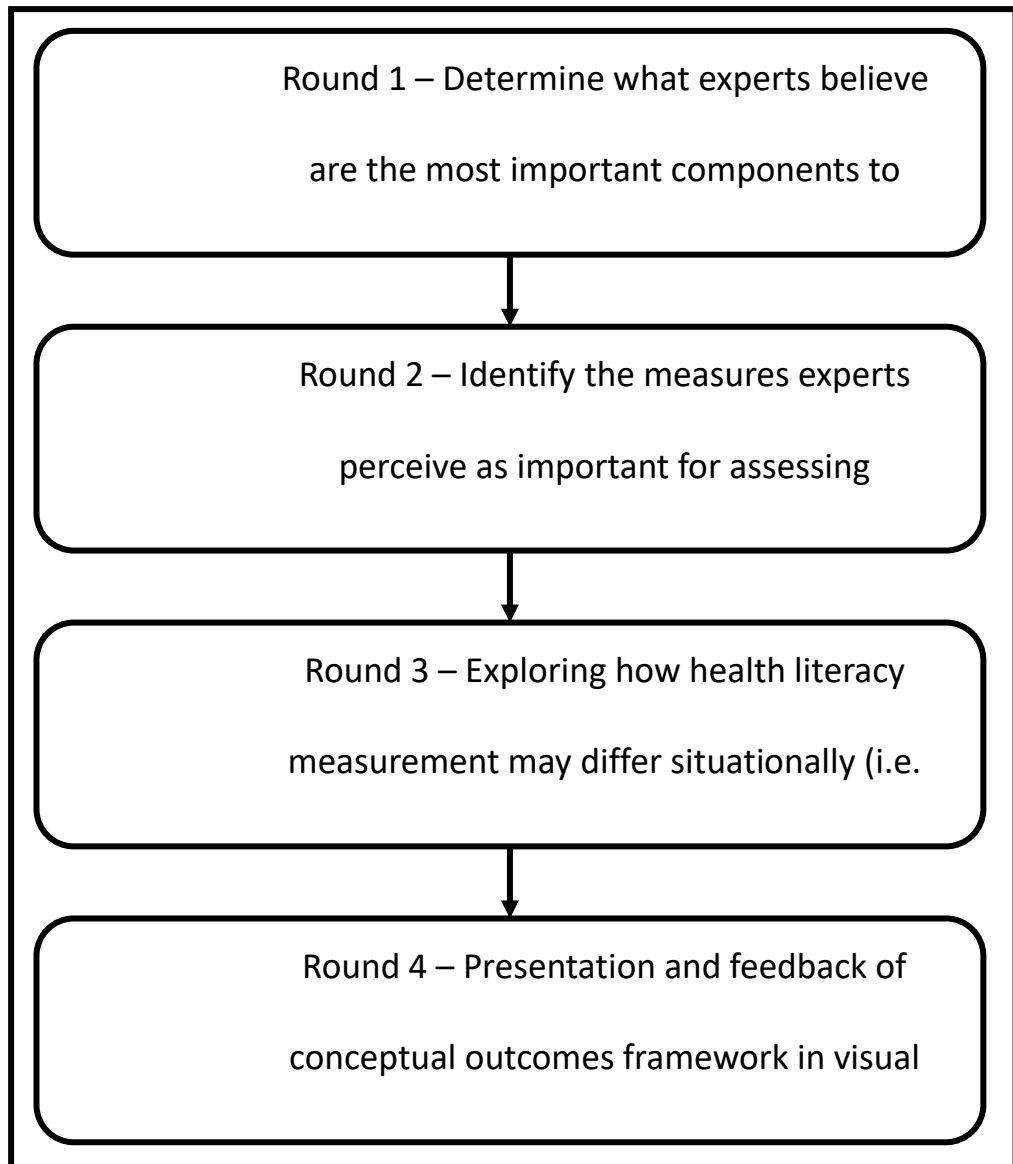 Round 1 – Determine what experts believe
are the most important components to
Round 2 – Identify the measures experts
perceive as important for assessing
Round 3 – Exploring how health literacy
measurement may differ situationally (i.e.
Round 4 – Presentation and feedback of
conceptual outcomes framework in visual